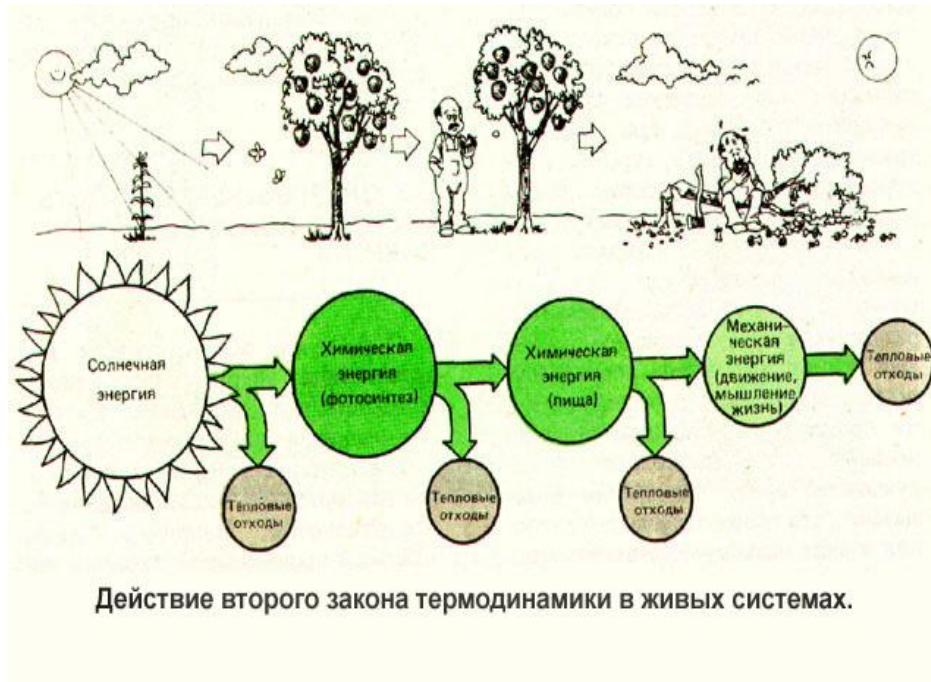 Солнечная
энергия
Химическая
энергия
(фотосинтез)
Химическая
энергия
(пища)
Механи-
ческая
энергия
(движение,
мышление,
жизнь)
Тепловые
отходы
Тепловые
отходы
Тепловые
отходы
Тепловые
отходы
Действие второго закона термодинамики в живых системах.